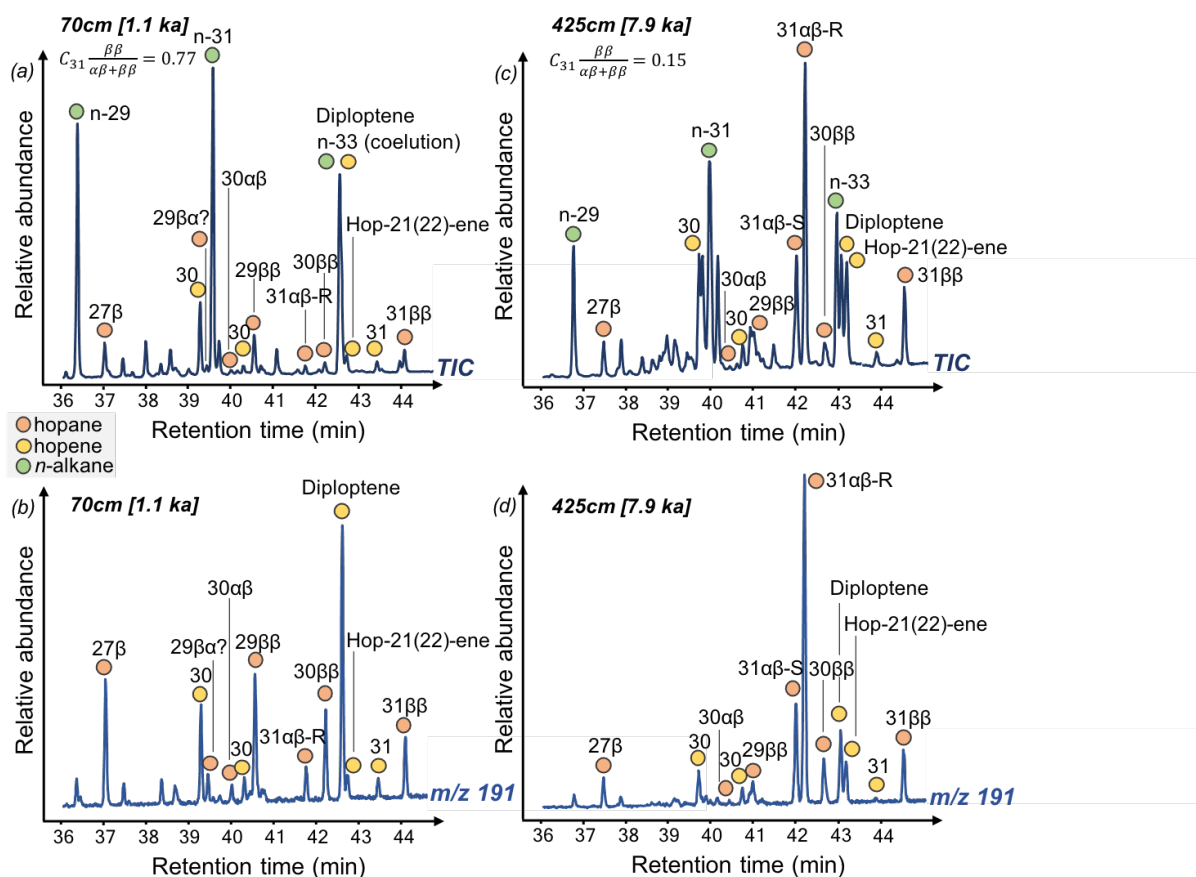 70cm [1.1 ka]
C₃₁ ββ/(αβ+ββ) = 0.77
(a)
Relative abundance
n-29
n-31
29βα?
30
30αβ
30
29ββ
31αβ-R
30ββ
Diploptene
n-33 (coelution)
Hop-21(22)-ene
31
31ββ
27β
TIC
36 37 38 39 40 41 42 43 44
Retention time (min)
425cm [7.9 ka]
C₃₁ ββ/(αβ+ββ) = 0.15
(c)
Relative abundance
n-29
27β
n-31
30
30αβ
30
29ββ
31αβ-S
31αβ-R
30ββ
n-33
Diploptene
Hop-21(22)-ene
31
31ββ
TIC
36 37 38 39 40 41 42 43 44
Retention time (min)
hopane
hopene
n-alkane
(b)
70cm [1.1 ka]
Relative abundance
27β
29βα?
30
30αβ
30
29ββ
31αβ-R
30ββ
Diploptene
Hop-21(22)-ene
31
31ββ
m/z 191
36 37 38 39 40 41 42 43 44
Retention time (min)
(d)
425cm [7.9 ka]
Relative abundance
27β
30
30αβ
30
29ββ
31αβ-S
31αβ-R
30ββ
Diploptene
Hop-21(22)-ene
31
31ββ
m/z 191
36 37 38 39 40 41 42 43 44
Retention time (min)